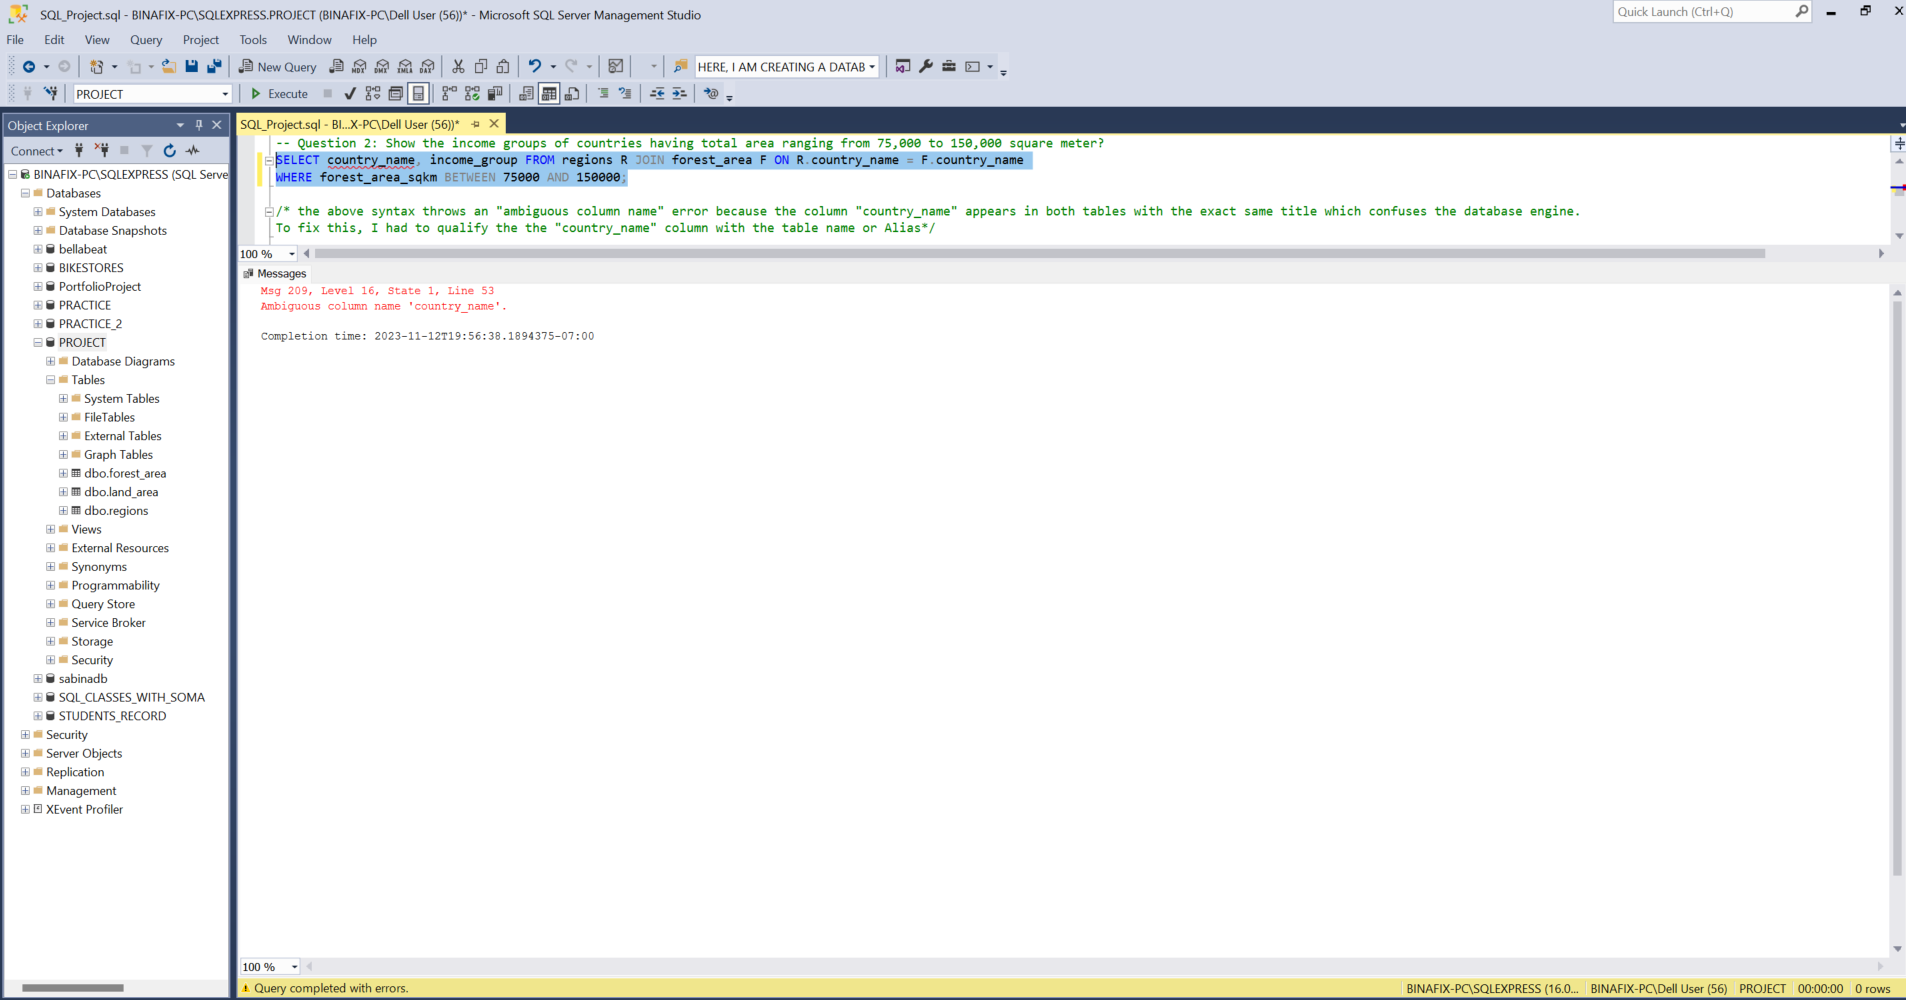 SQL_Project.sql - BINAFIX-PC\SQLEXPRESS.PROJECT (BINAFIX-PC\Dell User (56))* - Microsoft SQL Server Management Studio
Quick Launch (Ctrl+Q)
File Edit View Query Project Tools Window Help
New Query MDX DMX XMLA DAX HERE, I AM CREATING A DATAB
PROJECT Execute
Object Explorer
SQL_Project.sql - BI...X-PC\Dell User (56))*
Connect
BINAFIX-PC\SQLEXPRESS (SQL Serve
Databases
System Databases
Database Snapshots
bellabeat
BIKESTORES
PortfolioProject
PRACTICE
PRACTICE_2
PROJECT
Database Diagrams
Tables
System Tables
FileTables
External Tables
Graph Tables
dbo.forest_area
dbo.land_area
dbo.regions
Views
External Resources
Synonyms
Programmability
Query Store
Service Broker
Storage
Security
sabinadb
SQL_CLASSES_WITH_SOMA
STUDENTS_RECORD
Security
Server Objects
Replication
Management
XEvent Profiler
-- Question 2: Show the income groups of countries having total area ranging from 75,000 to 150,000 square meter?
SELECT country_name, income_group FROM regions R JOIN forest_area F ON R.country_name = F.country_name
WHERE forest_area_sqkm BETWEEN 75000 AND 150000;
/* the above syntax throws an "ambiguous column name" error because the column "country_name" appears in both tables with the exact same title which confuses the database engine.
To fix this, I had to qualify the the "country_name" column with the table name or Alias*/
100 %
Messages
Msg 209, Level 16, State 1, Line 53
Ambiguous column name 'country_name'.
Completion time: 2023-11-12T19:56:38.1894375-07:00
100 %
Query completed with errors.
BINAFIX-PC\SQLEXPRESS (16.0... BINAFIX-PC\Dell User (56) PROJECT 00:00:00 0 rows